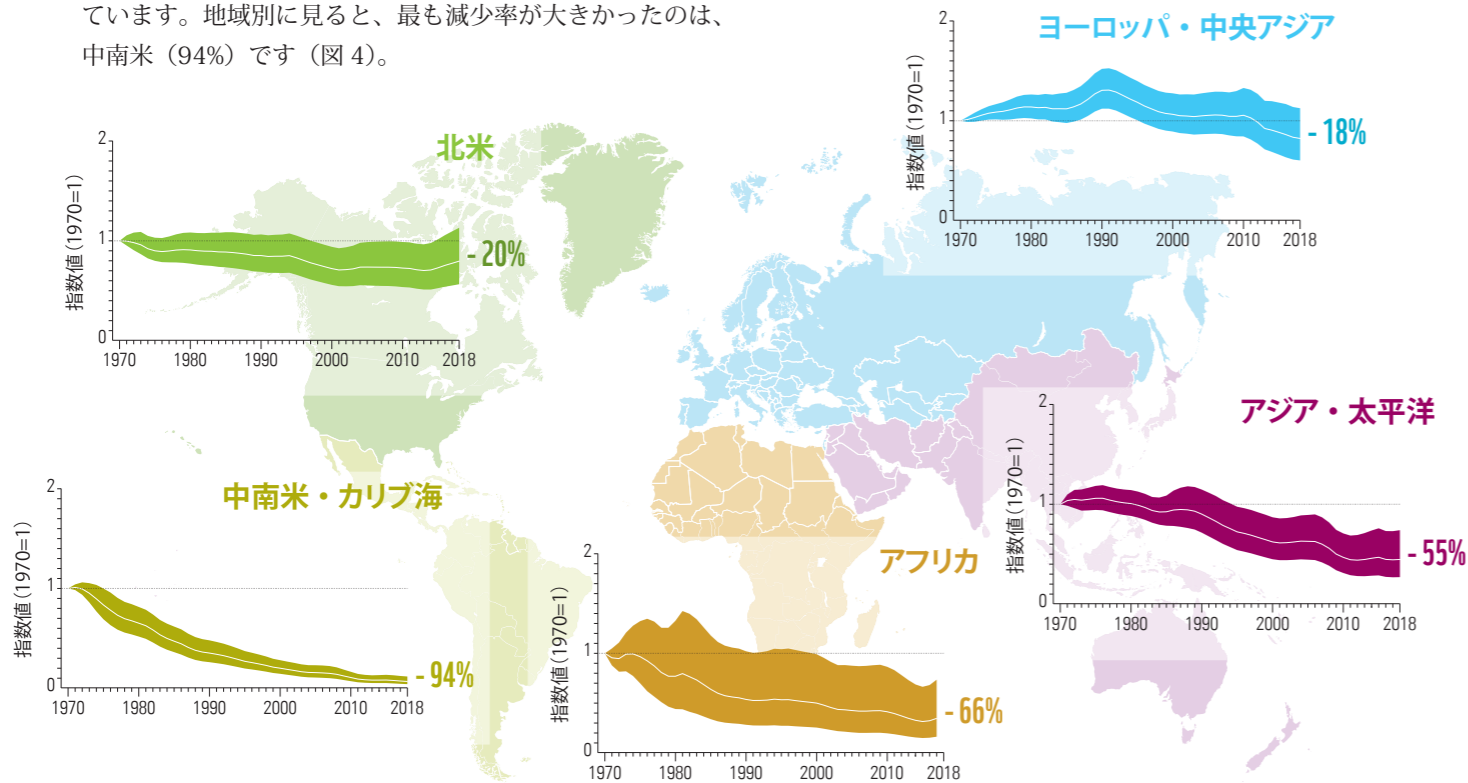 ています。地域別に見ると、最も減少率が大きかったのは、
中南米（94%）です（図 4）。
ヨーロッパ・中央アジア
指数値（1970=1）
2
1
0
1970 1980 1990 2000 2010 2018
- 18%
北米
指数値（1970=1）
2
1
0
1970 1980 1990 2000 2010 2018
- 20%
アジア・太平洋
指数値（1970=1）
2
1
0
1970 1980 1990 2000 2010 2018
- 55%
中南米・カリブ海
指数値（1970=1）
2
1
0
1970 1980 1990 2000 2010 2018
- 94%
アフリカ
指数値（1970=1）
2
1
0
1970 1980 1990 2000 2010 2018
- 66%